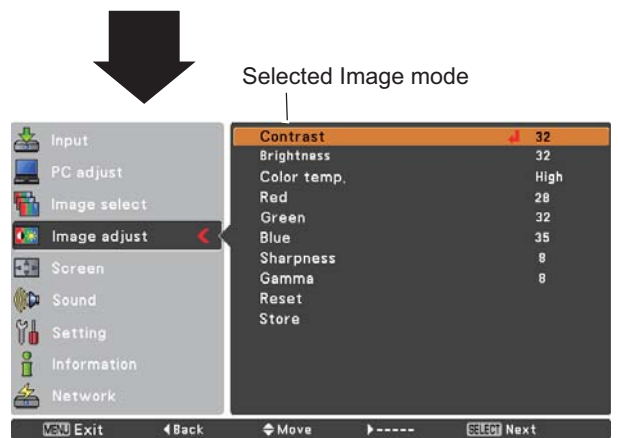 Selected Image mode
Input
PC adjust
Image select
Image adjust
Screen
Sound
Setting
Information
Network
Contrast 32
Brightness 32
Color temp. High
Red 28
Green 32
Blue 35
Sharpness 8
Gamma 8
Reset
Store
MENU Exit Back Move ----- SELECT Next